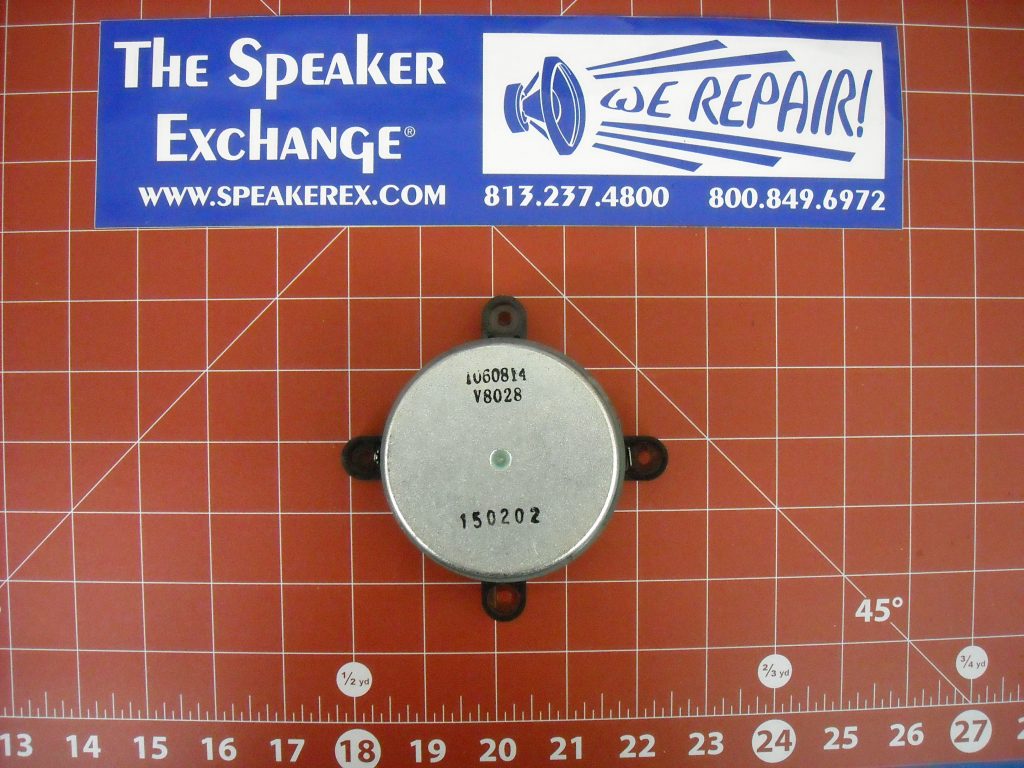 The Speaker
Exchange®
www.speakerex.com
WE REPAIR!
813.237.4800 800.849.6972
1060814
V8028
150202
45°
1/2 yd
2/3 yd
3/4 yd
13 14 15 16 17 18 19 20 21 22 23 24 25 26 27 2